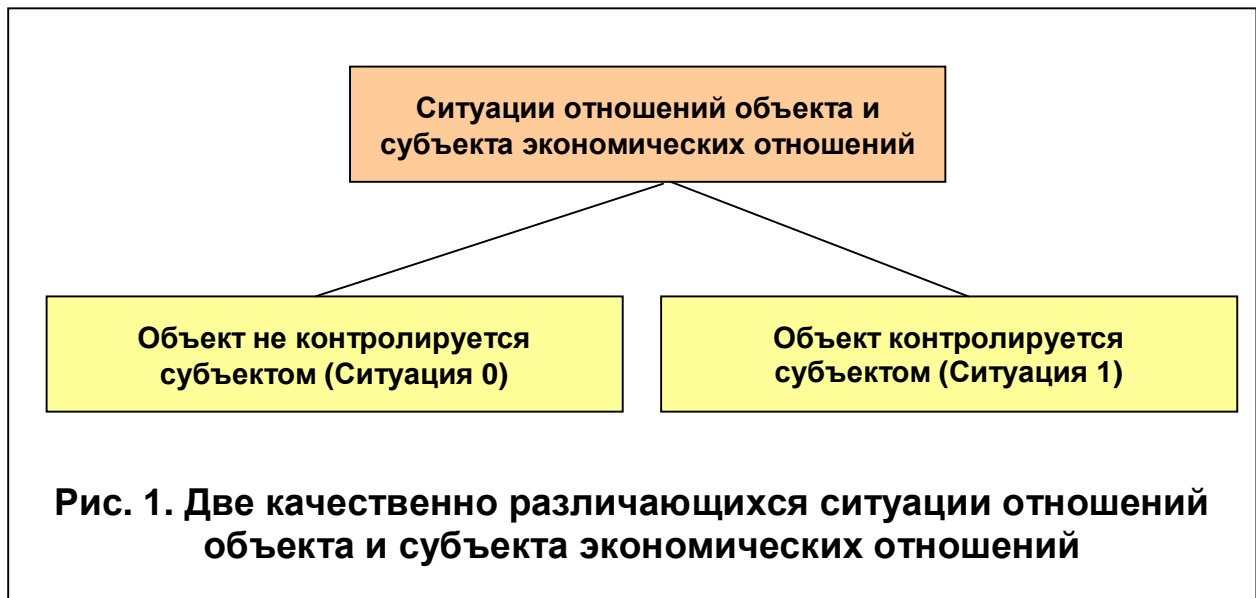 Ситуации отношений объекта и
субъекта экономических отношений
Объект не контролируется
субъектом (Ситуация 0)
Объект контролируется
субъектом (Ситуация 1)
Рис. 1. Две качественно различающихся ситуации отношений
объекта и субъекта экономических отношений